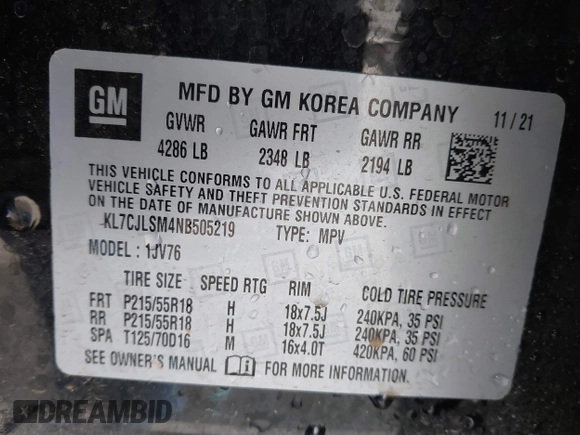 GM
MFD BY GM KOREA COMPANY 11/21
GVWR GAWR FRT GAWR RR
4286 LB 2348 LB 2194 LB
THIS VEHICLE CONFORMS TO ALL APPLICABLE U.S. FEDERAL MOTOR
VEHICLE SAFETY AND THEFT PREVENTION STANDARDS IN EFFECT
ON THE DATE OF MANUFACTURE SHOWN ABOVE.
KL7CJLSM4NB505219 TYPE: MPV
MODEL: 1JV76
TIRE SIZE SPEED RTG RIM COLD TIRE PRESSURE
FRT P215/55R18 H 18x7.5J 240KPA, 35 PSI
RR P215/55R18 H 18x7.5J 240KPA, 35 PSI
SPA T125/70D16 M 16x4.0T 420KPA, 60 PSI
SEE OWNER'S MANUAL FOR MORE INFORMATION.
DREAMBID